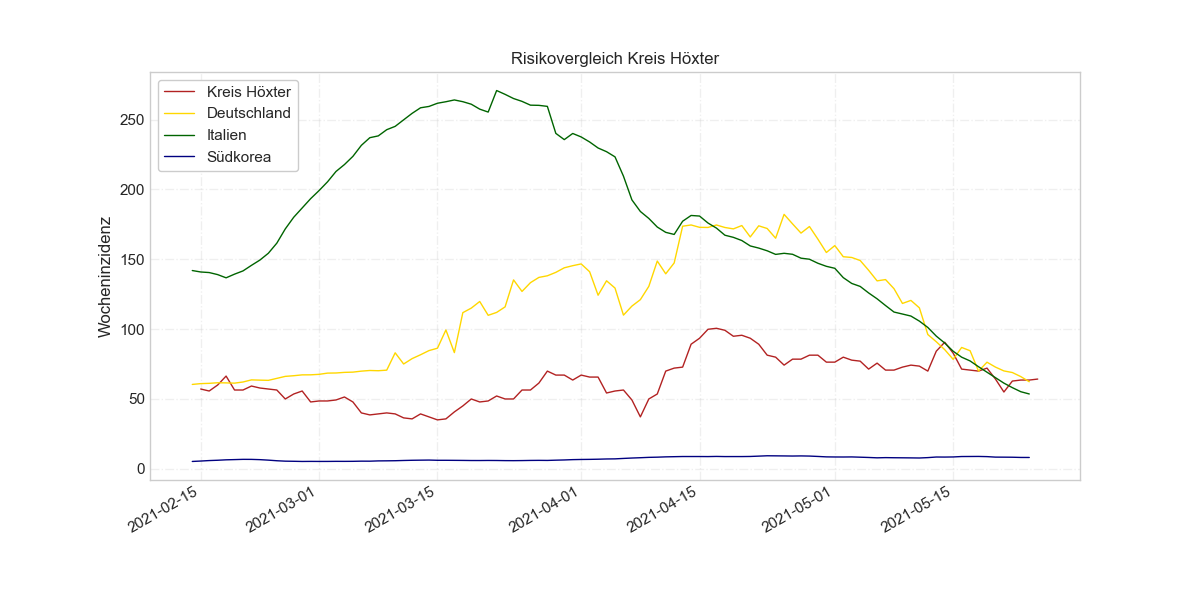 Risikovergleich Kreis Höxter
Kreis Höxter
Deutschland
Italien
Südkorea
Wocheninzidenz
250
200
150
100
50
0
2021-02-15
2021-03-01
2021-03-15
2021-04-01
2021-04-15
2021-05-01
2021-05-15